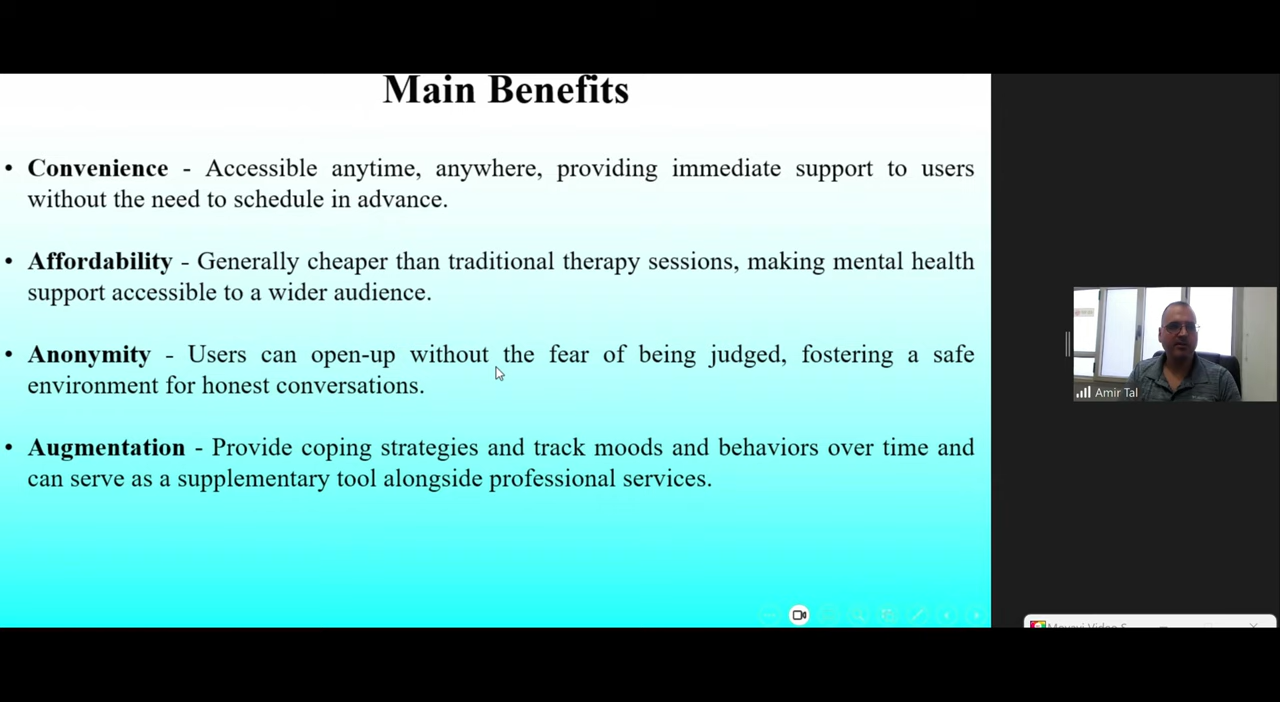 Main Benefits
• Convenience - Accessible anytime, anywhere, providing immediate support to users
without the need to schedule in advance.
• Affordability - Generally cheaper than traditional therapy sessions, making mental health
support accessible to a wider audience.
• Anonymity - Users can open-up without the fear of being judged, fostering a safe
environment for honest conversations.
• Augmentation - Provide coping strategies and track moods and behaviors over time and
can serve as a supplementary tool alongside professional services.
Amir Tal